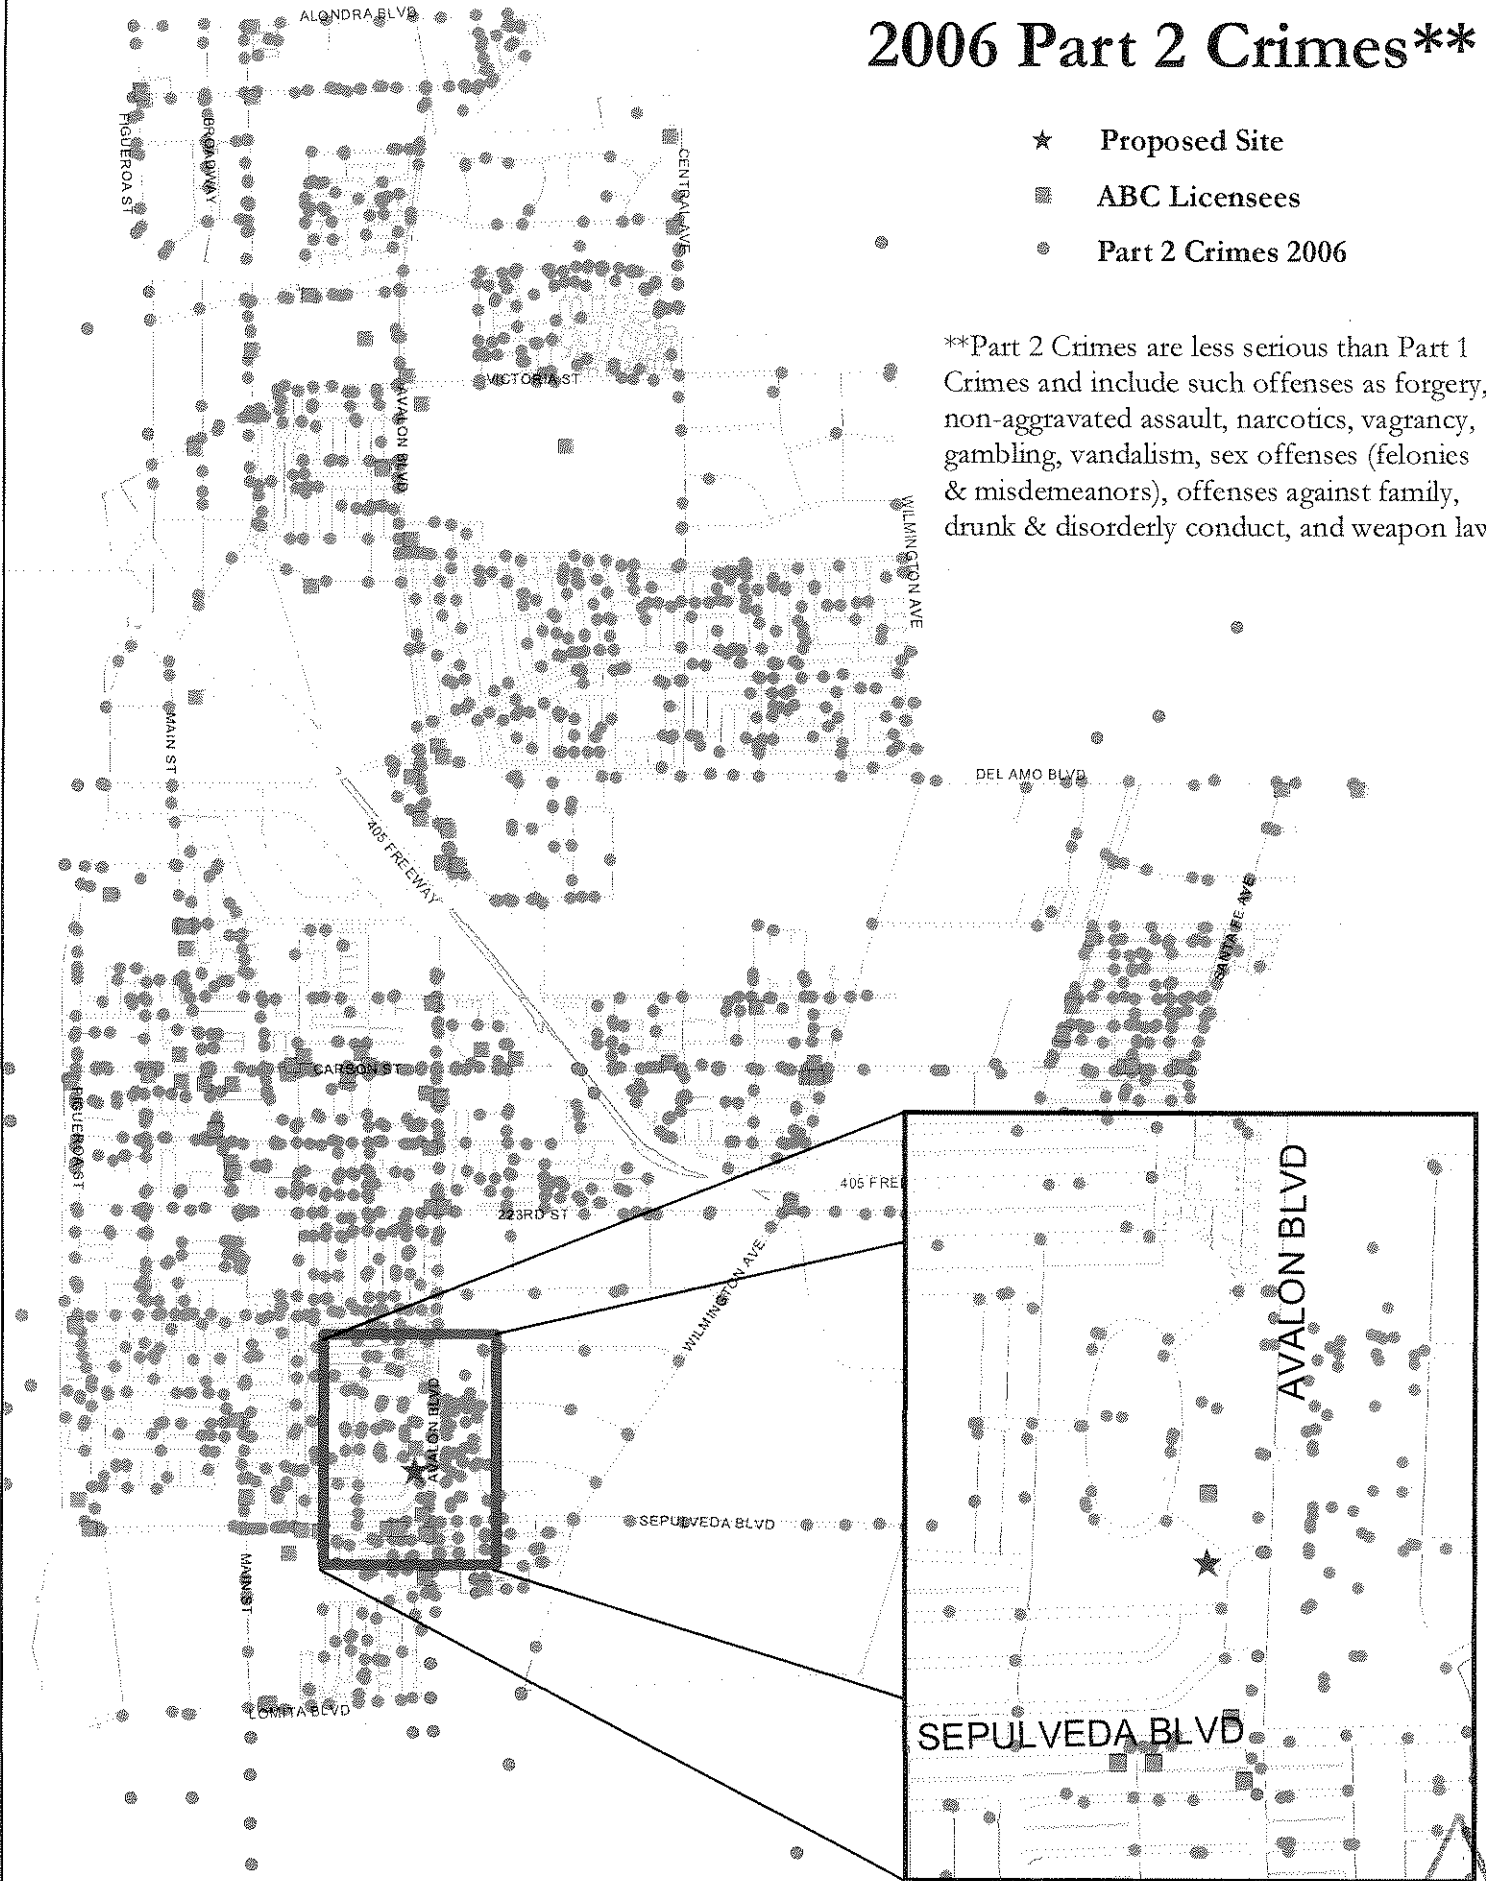 2006 Part 2 Crimes**
Proposed Site
ABC Licensees
Part 2 Crimes 2006
**Part 2 Crimes are less serious than Part 1
Crimes and include such offenses as forgery,
non-aggravated assault, narcotics, vagrancy,
gambling, vandalism, sex offenses (felonies
& misdemeanors), offenses against family,
drunk & disorderly conduct, and weapon law
ALONDRA BLVD
FIGUEROA ST
BROADWAY
CENTRAL AVE
VICTORIA ST
AVALON BLVD
WILMINGTON AVE
MAIN ST
DEL AMO BLVD
405 FREEWAY
SANTA FE AVE
CARSON ST
FIGUEROA ST
405 FREE
223RD ST
WILMINGTON AVE
AVALON BLVD
SEPULVEDA BLVD
MAIN ST
LOMITA BLVD
AVALON BLVD
SEPULVEDA BLVD